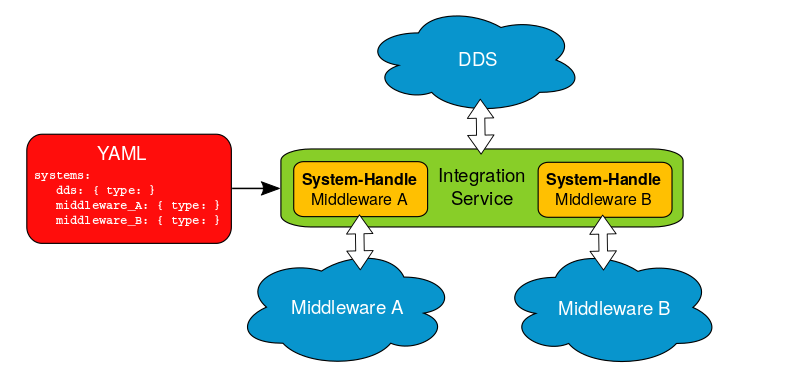 DDS
YAML
systems:
dds: { type: }
middleware_A: { type: }
middleware_B: { type: }
System-Handle
Middleware A
Integration
Service
System-Handle
Middleware B
Middleware A
Middleware B